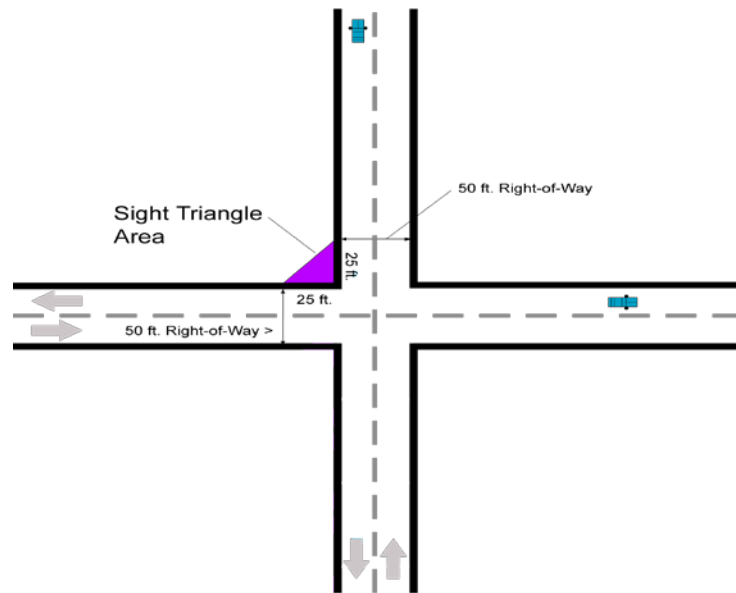 50 ft. Right-of-Way
Sight Triangle
Area
25 ft.
25 ft.
50 ft. Right-of-Way >